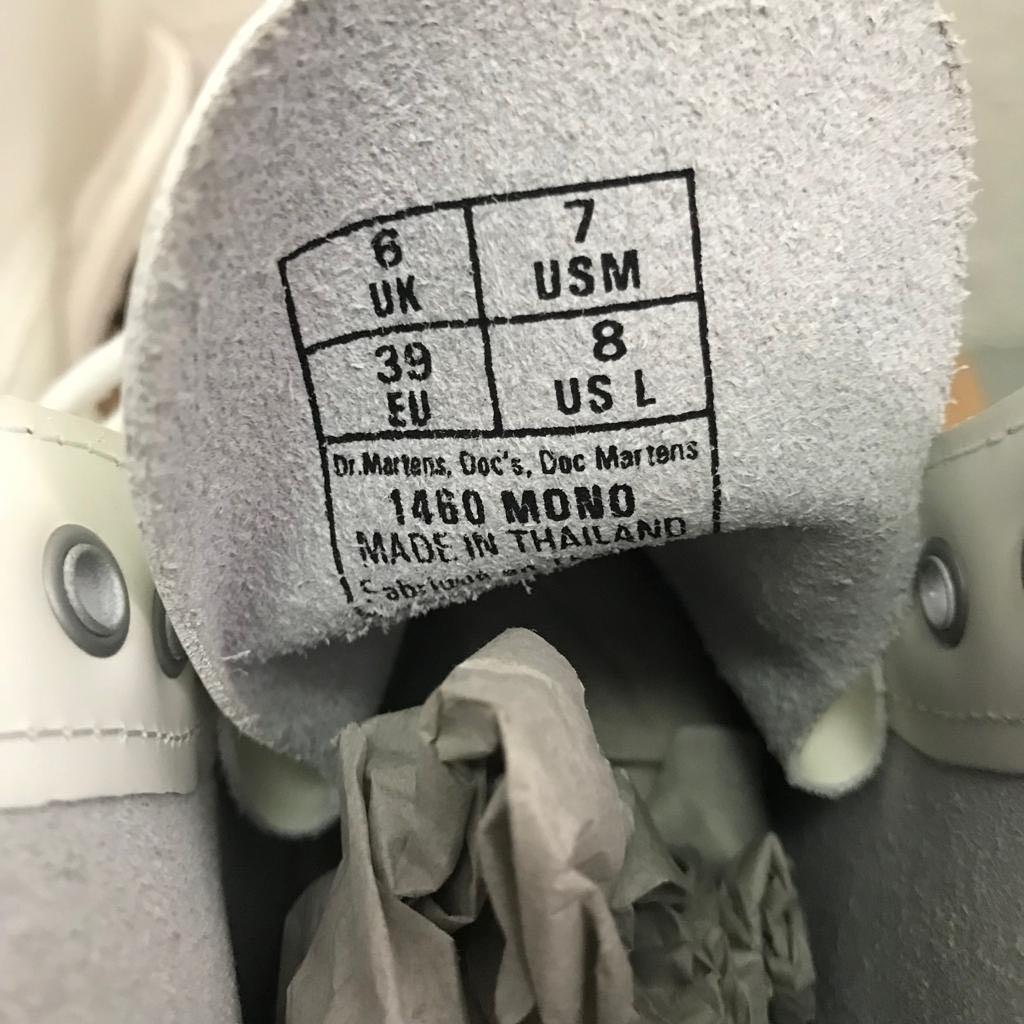 6 7
UK USM
39 8
EU US L
Dr.Martens, Doc's, Doc Martens
1460 MONO
MADE IN THAILAND